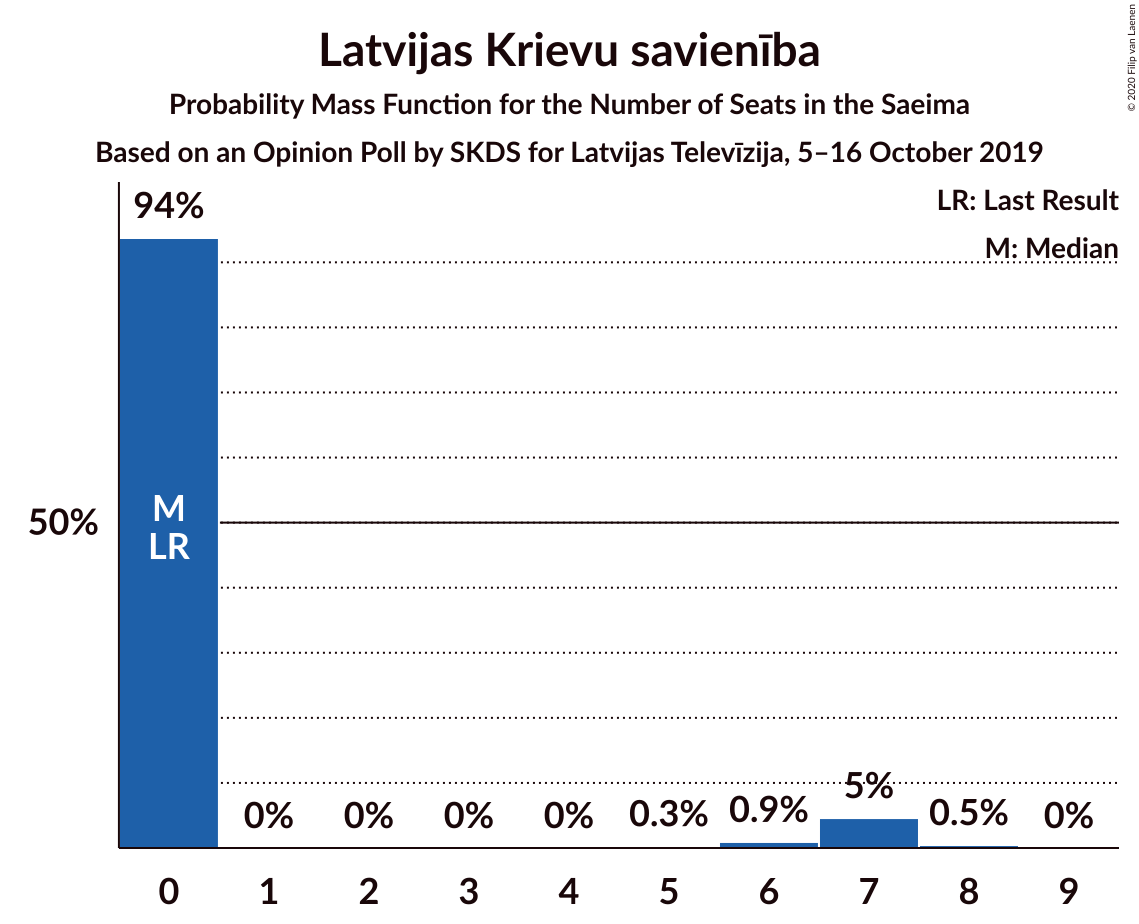 Latvijas Krievu savienība
Probability Mass Function for the Number of Seats in the Saeima
Based on an Opinion Poll by SKDS for Latvijas Televīzija, 5–16 October 2019
© 2020 Filip van Laenen
LR: Last Result
M: Median
94%
50%
M
LR
0% 0% 0% 0% 0.3% 0.9% 5% 0.5% 0%
0 1 2 3 4 5 6 7 8 9